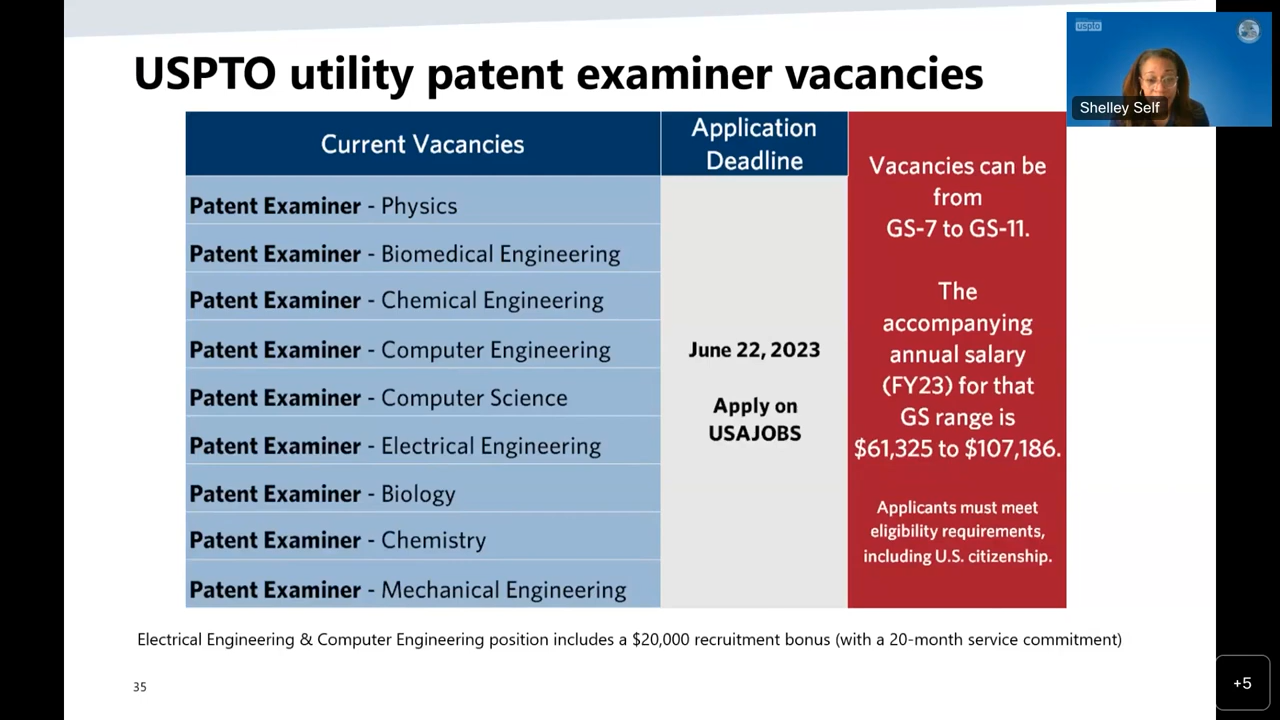 USPTO utility patent examiner vacancies
uspto
Shelley Self
Current Vacancies
Application
Deadline
Patent Examiner - Physics
Patent Examiner - Biomedical Engineering
Patent Examiner - Chemical Engineering
Patent Examiner - Computer Engineering
Patent Examiner - Computer Science
Patent Examiner - Electrical Engineering
Patent Examiner - Biology
Patent Examiner - Chemistry
Patent Examiner - Mechanical Engineering
June 22, 2023
Apply on
USAJOBS
Vacancies can be
from
GS-7 to GS-11.
The
accompanying
annual salary
(FY23) for that
GS range is
$61,325 to $107,186.
Applicants must meet
eligibility requirements,
including U.S. citizenship.
Electrical Engineering & Computer Engineering position includes a $20,000 recruitment bonus (with a 20-month service commitment)
35
+5